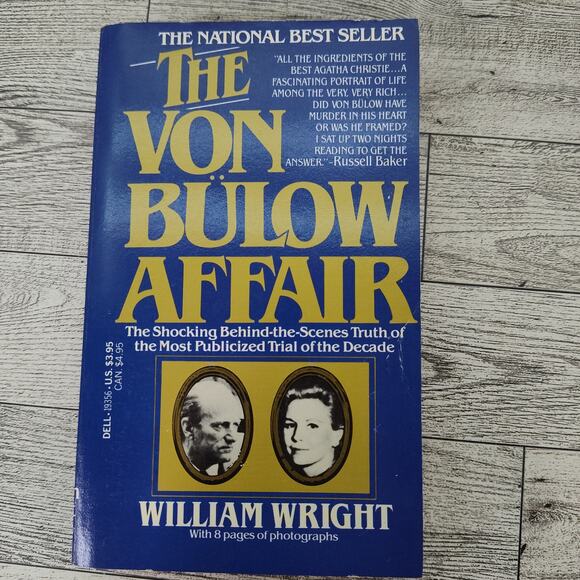 THE NATIONAL BEST SELLER
"ALL THE INGREDIENTS OF THE
BEST AGATHA CHRISTIE...A
FASCINATING PORTRAIT OF LIFE
AMONG THE VERY, VERY RICH...
DID VON BÜLOW HAVE
MURDER IN HIS HEART
OR WAS HE FRAMED?
I SAT UP TWO NIGHTS
READING TO GET THE
ANSWER."-Russell Baker
THE
VON
BÜLOW
AFFAIR
The Shocking Behind-the-Scenes Truth of
the Most Publicized Trial of the Decade
DELL • 19356 • U.S. $3.95
CAN. $4.95
WILLIAM WRIGHT
With 8 pages of photographs